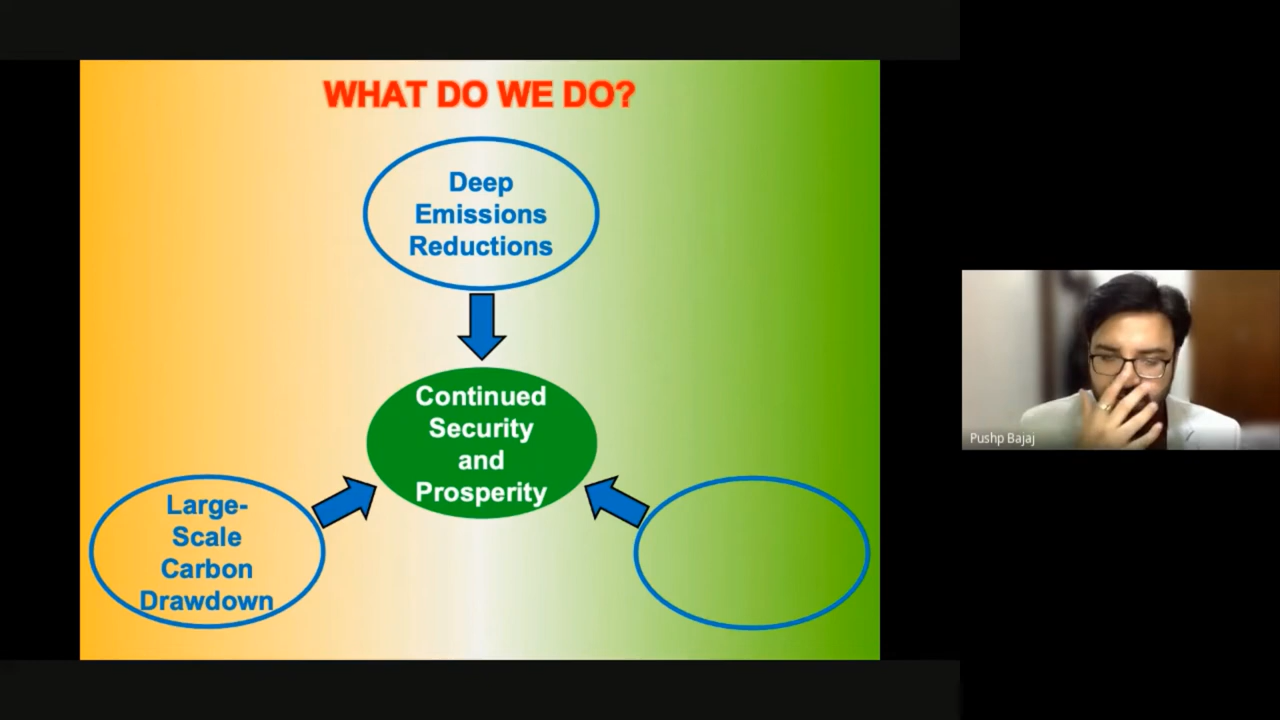 WHAT DO WE DO?
Deep
Emissions
Reductions
Continued
Security
and
Prosperity
Large-
Scale
Carbon
Drawdown
Pushp Bajaj